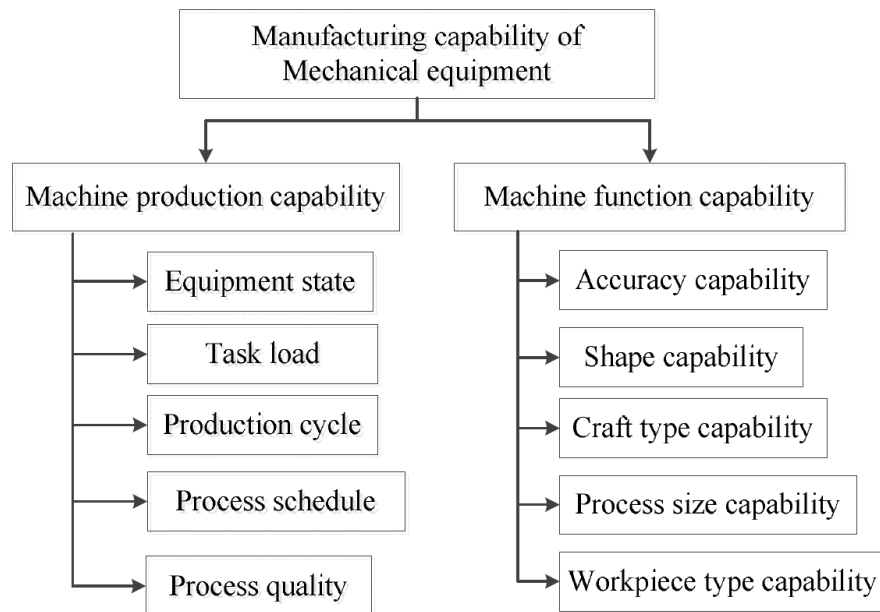 Manufacturing capability of
Mechanical equipment
Machine production capability
Equipment state
Task load
Production cycle
Process schedule
Process quality
Machine function capability
Accuracy capability
Shape capability
Craft type capability
Process size capability
Workpiece type capability